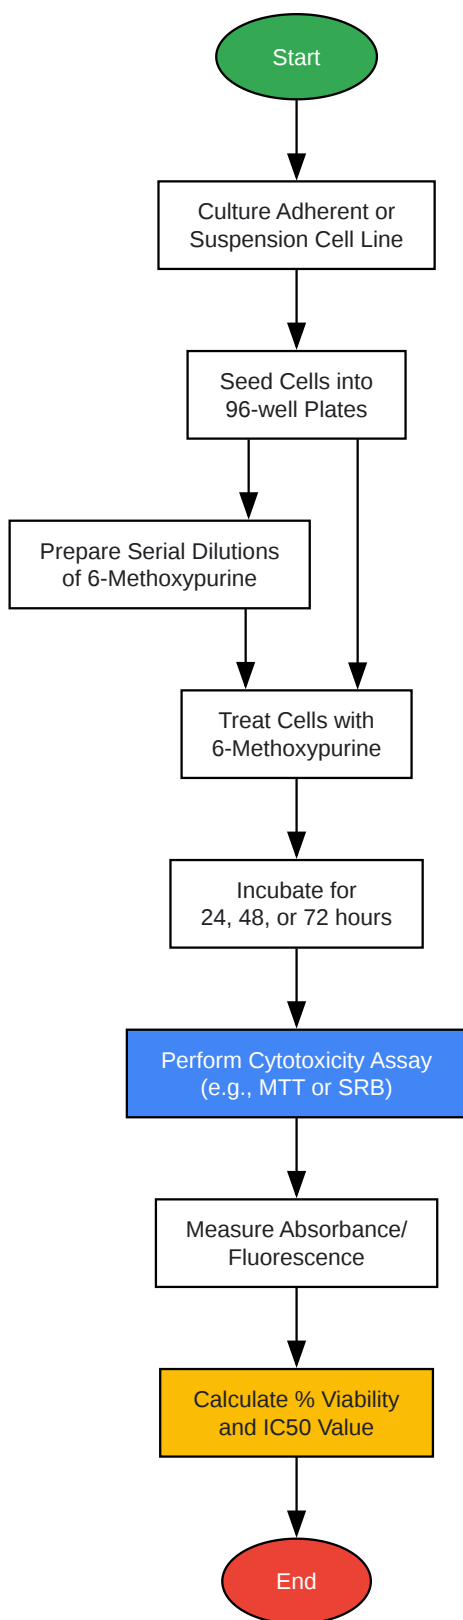 Start
Culture Adherent or
Suspension Cell Line
Seed Cells into
96-well Plates
Prepare Serial Dilutions
of 6-Methoxypurine
Treat Cells with
6-Methoxypurine
Incubate for
24, 48, or 72 hours
Perform Cytotoxicity Assay
(e.g., MTT or SRB)
Measure Absorbance/
Fluorescence
Calculate % Viability
and IC50 Value
End